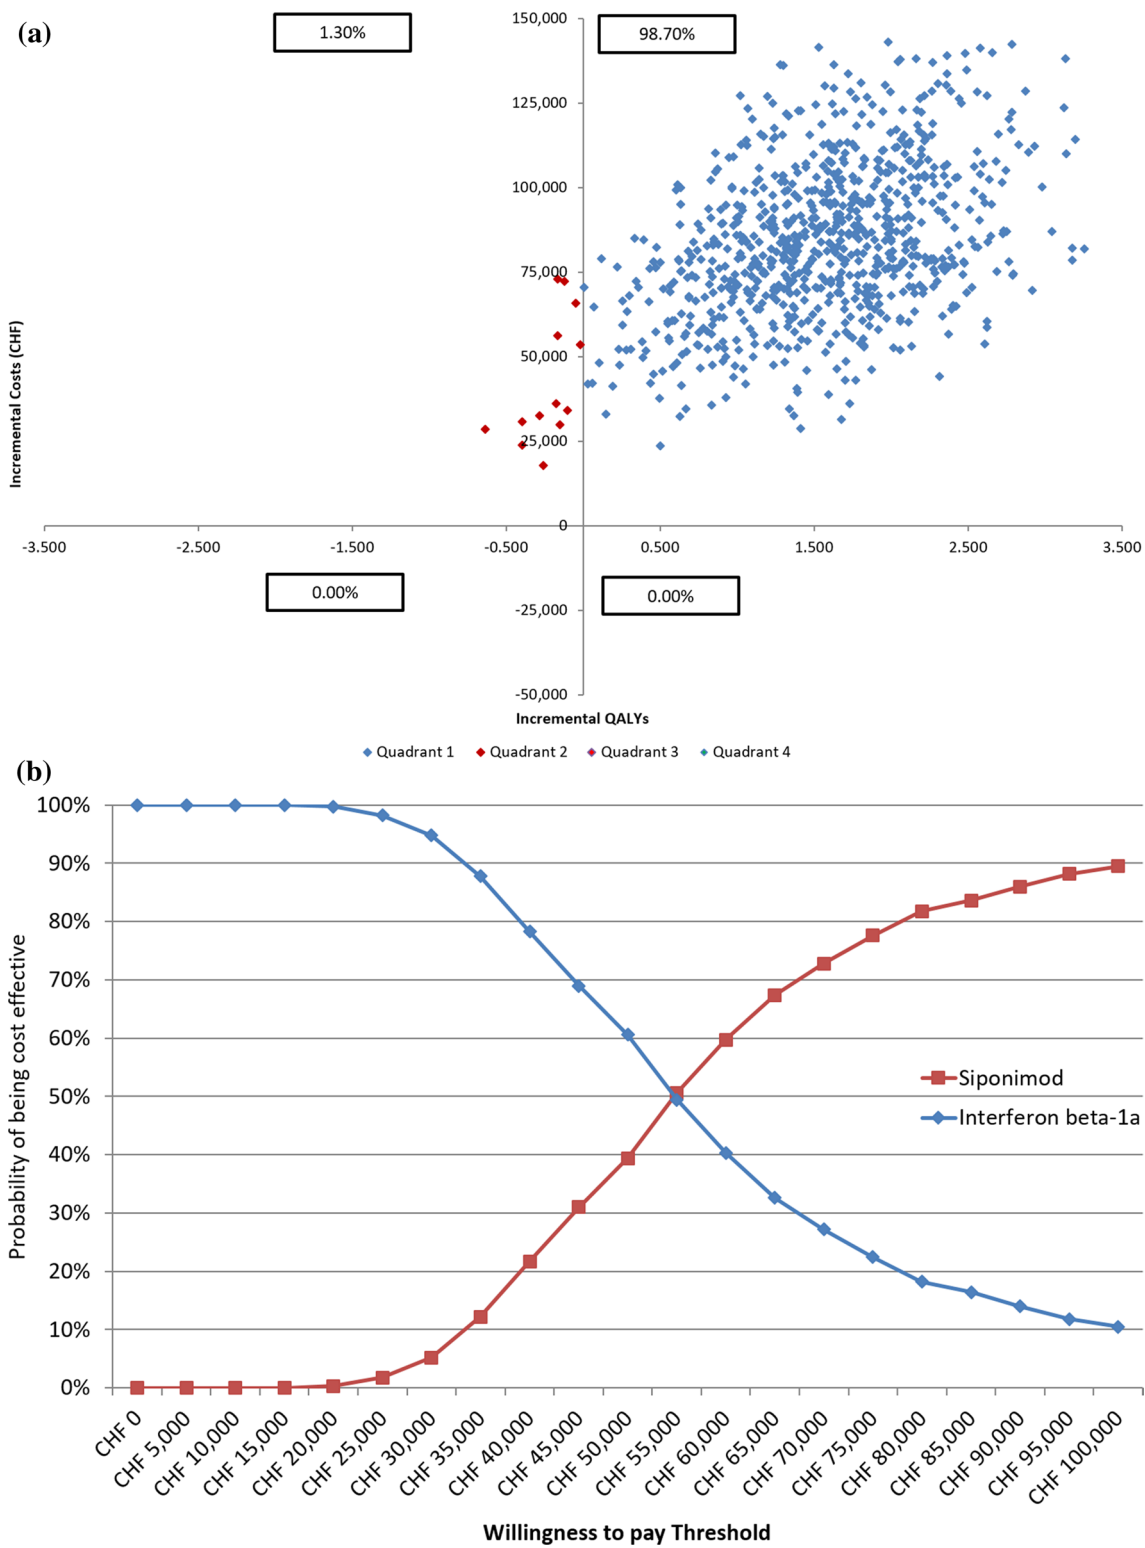 (a)
1.30%
98.70%
150,000
125,000
100,000
75,000
50,000
25,000
0
-25,000
-50,000
Incremental Costs (CHF)
-3.500 -2.500 -1.500 -0.500 0.500 1.500 2.500 3.500
0.00%
0.00%
Incremental QALYs
Quadrant 1 Quadrant 2 Quadrant 3 Quadrant 4
(b)
100%
90%
80%
70%
60%
50%
40%
30%
20%
10%
0%
Probability of being cost effective
Siponimod
Interferon beta-1a
CHF 0
CHF 5,000
CHF 10,000
CHF 15,000
CHF 20,000
CHF 25,000
CHF 30,000
CHF 35,000
CHF 40,000
CHF 45,000
CHF 50,000
CHF 55,000
CHF 60,000
CHF 65,000
CHF 70,000
CHF 75,000
CHF 80,000
CHF 85,000
CHF 90,000
CHF 95,000
CHF 100,000
Willingness to pay Threshold